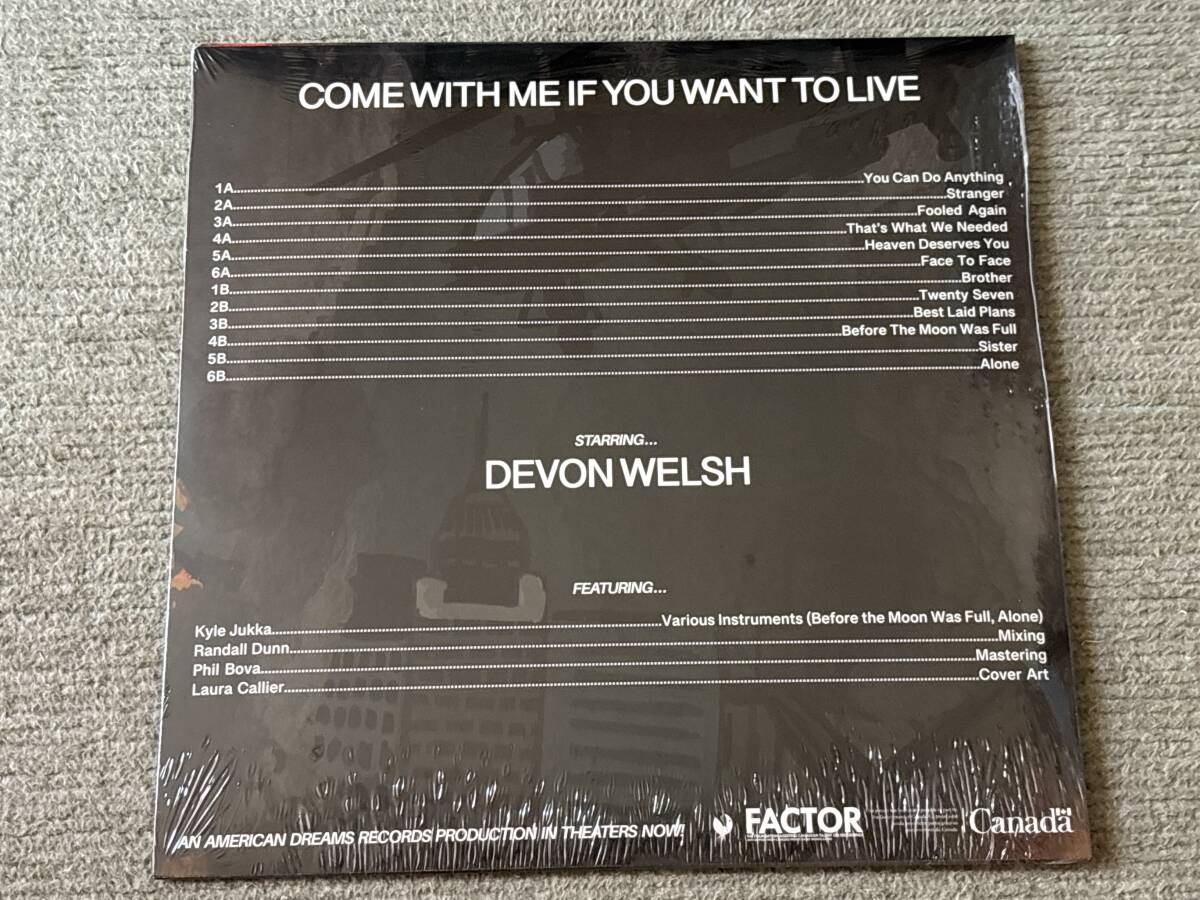 COME WITH ME IF YOU WANT TO LIVE
1A....................You Can Do Anything
2A....................Stranger
3A....................Fooled Again
4A....................That's What We Needed
5A....................Heaven Deserves You
6A....................Face To Face
1B....................Brother
2B....................Twenty Seven
3B....................Best Laid Plans
4B....................Before The Moon Was Full
5B....................Sister
6B....................Alone
STARRING...
DEVON WELSH
FEATURING...
Kyle Jukka....................Various Instruments (Before the Moon Was Full, Alone)
Randall Dunn....................Mixing
Phil Bova....................Mastering
Laura Callier....................Cover Art
AN AMERICAN DREAMS RECORDS PRODUCTION IN THEATERS NOW!
FACTOR
Canada